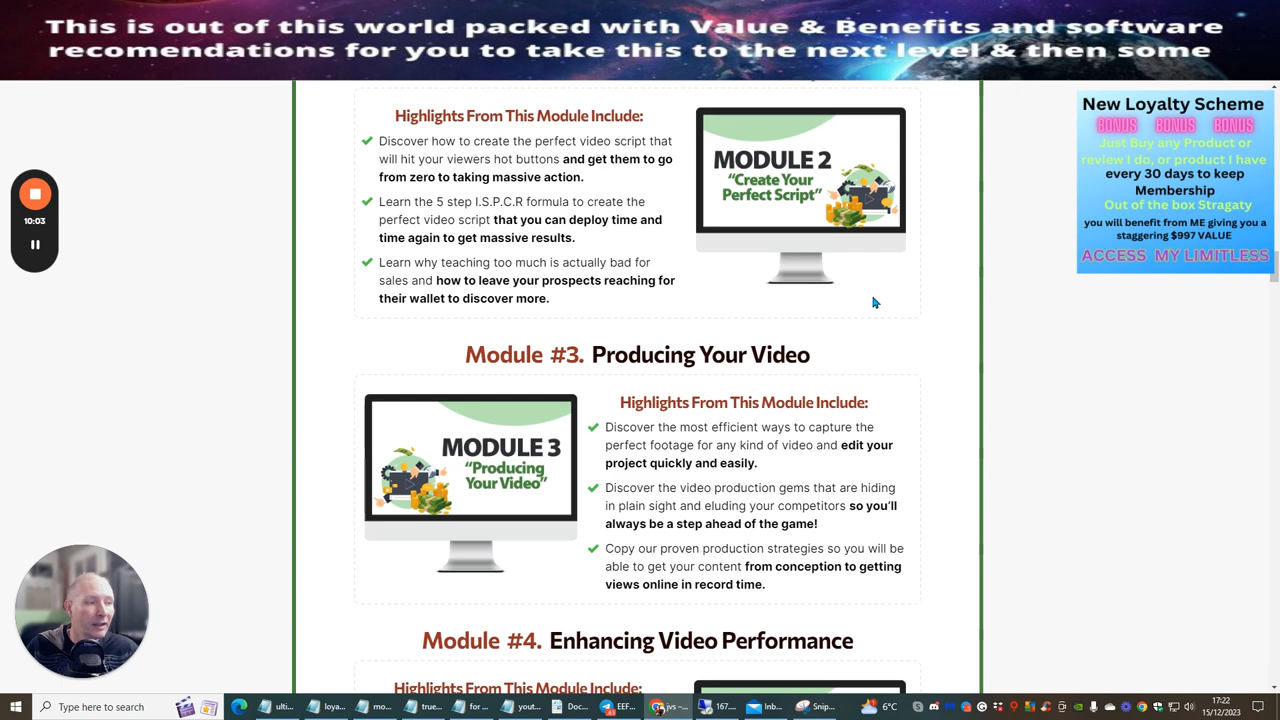 This is out of this world packed with Value & Benefits and software
recomendations for you to take this to the next level & then some
New Loyalty Scheme
BONUS BONUS BONUS
Just Buy any Product or
review I do, or product I have
every 30 days to keep
Membership
Out of the box Stragaty
you will benefit from ME giving you a
staggering $997 VALUE
ACCESS MY LIMITLESS
10:03
Highlights From This Module Include:
Discover how to create the perfect video script that
will hit your viewers hot buttons and get them to go
from zero to taking massive action.
Learn the 5 step I.S.P.C.R formula to create the
perfect video script that you can deploy time and
time again to get massive results.
Learn why teaching too much is actually bad for
sales and how to leave your prospects reaching for
their wallet to discover more.
MODULE 2
“Create Your
Perfect Script”
Module #3. Producing Your Video
MODULE 3
“Producing
Your Video”
Highlights From This Module Include:
Discover the most efficient ways to capture the
perfect footage for any kind of video and edit your
project quickly and easily.
Discover the video production gems that are hiding
in plain sight and eluding your competitors so you’ll
always be a step ahead of the game!
Copy our proven production strategies so you will be
able to get your content from conception to getting
views online in record time.
Module #4. Enhancing Video Performance
Highlights From This Module Include:
Type here to search
ulti...
loya...
mo...
true...
for ...
yout...
Doc...
EEF...
jvs –...
167....
Inb...
Snip...
6°C
17:22
15/12/2023